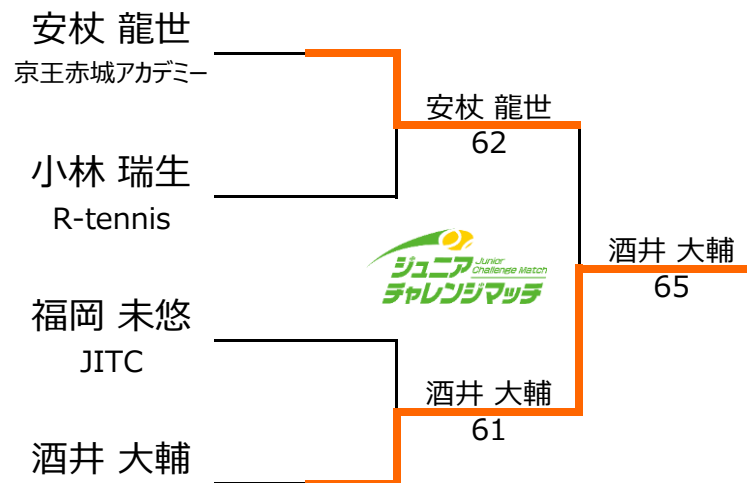 安杖 龍世
京王赤城アカデミー
安杖 龍世
62
小林 瑞生
R-tennis
ジュニア Junior
チャレンジマッチ Challenge Match
酒井 大輔
65
福岡 未悠
JITC
酒井 大輔
61
酒井 大輔